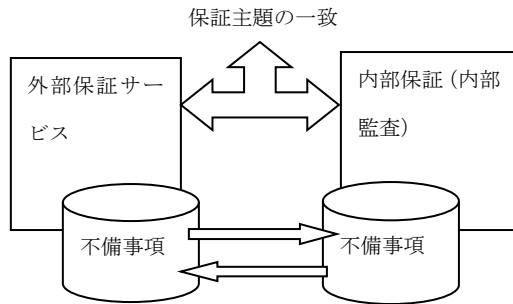 保証主題の一致
外部保証サー
ビス
内部保証（内部
監査）
不備事項
不備事項